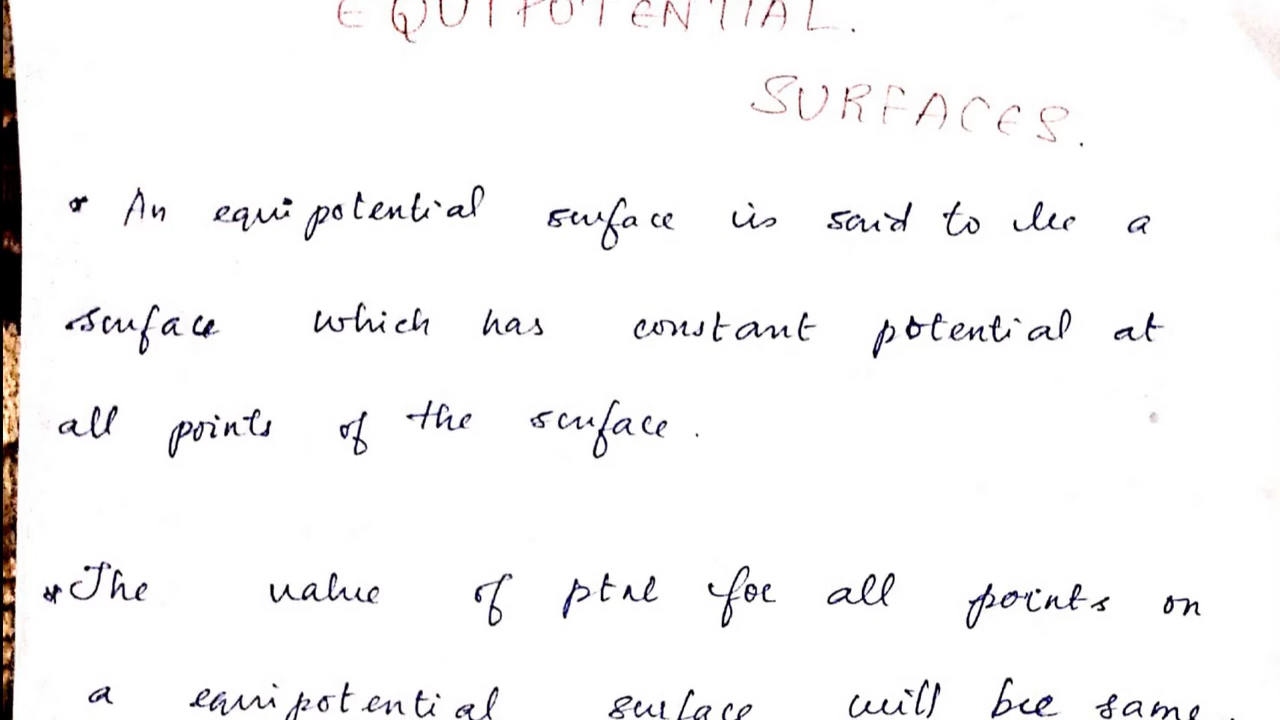 EQUIPOTENTIAL.
SURFACES.
* An equipotential surface is said to be a
surface which has constant potential at
all points of the surface.
* The value of ptnl for all points on
a equipotential surface will be same.